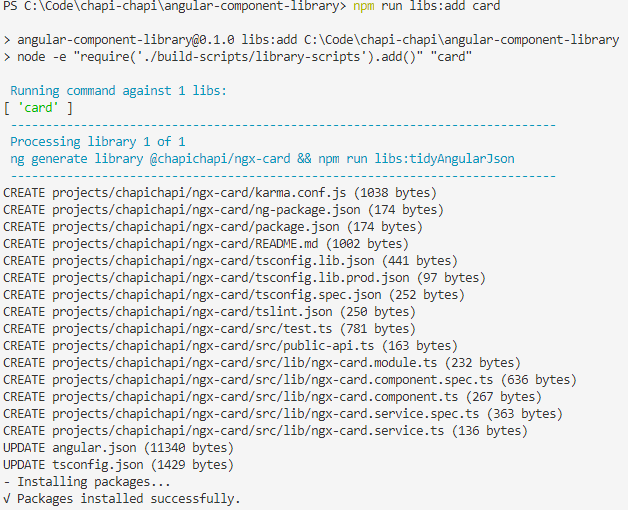 PS C:\Code\chapi-chapi\angular-component-library> npm run libs:add card
> angular-component-library@0.1.0 libs:add C:\Code\chapi-chapi\angular-component-library
> node -e "require('./build-scripts/library-scripts').add()" "card"
Running command against 1 libs:
[ 'card' ]
-----------------------------------------------------------------------------
Processing library 1 of 1
ng generate library @chapichapi/ngx-card && npm run libs:tidyAngularJson
-----------------------------------------------------------------------------
CREATE projects/chapichapi/ngx-card/karma.conf.js (1038 bytes)
CREATE projects/chapichapi/ngx-card/ng-package.json (174 bytes)
CREATE projects/chapichapi/ngx-card/package.json (174 bytes)
CREATE projects/chapichapi/ngx-card/README.md (1002 bytes)
CREATE projects/chapichapi/ngx-card/tsconfig.lib.json (441 bytes)
CREATE projects/chapichapi/ngx-card/tsconfig.lib.prod.json (97 bytes)
CREATE projects/chapichapi/ngx-card/tsconfig.spec.json (252 bytes)
CREATE projects/chapichapi/ngx-card/tslint.json (250 bytes)
CREATE projects/chapichapi/ngx-card/src/test.ts (781 bytes)
CREATE projects/chapichapi/ngx-card/src/public-api.ts (163 bytes)
CREATE projects/chapichapi/ngx-card/src/lib/ngx-card.module.ts (232 bytes)
CREATE projects/chapichapi/ngx-card/src/lib/ngx-card.component.spec.ts (636 bytes)
CREATE projects/chapichapi/ngx-card/src/lib/ngx-card.component.ts (267 bytes)
CREATE projects/chapichapi/ngx-card/src/lib/ngx-card.service.spec.ts (363 bytes)
CREATE projects/chapichapi/ngx-card/src/lib/ngx-card.service.ts (136 bytes)
UPDATE angular.json (11340 bytes)
UPDATE tsconfig.json (1429 bytes)
- Installing packages...
√ Packages installed successfully.